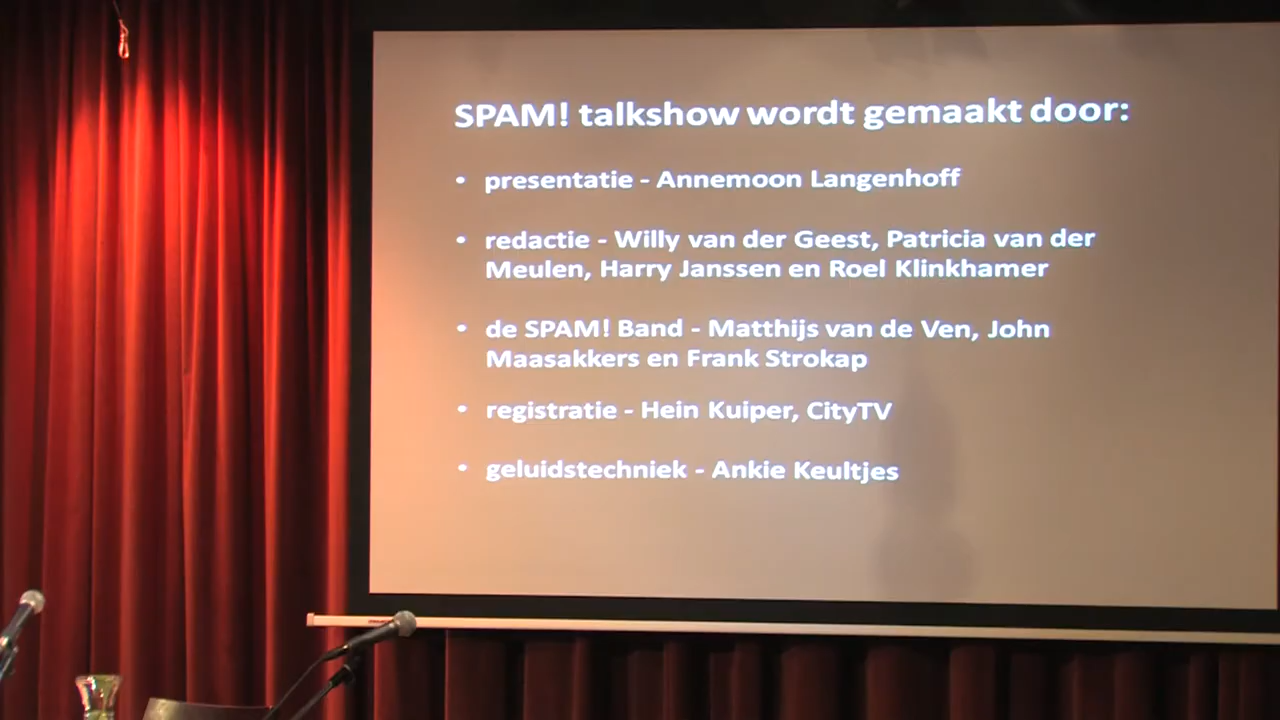 SPAM! talkshow wordt gemaakt door:
• presentatie - Annemoon Langenhoff
• redactie - Willy van der Geest, Patricia van der
Meulen, Harry Janssen en Roel Klinkhamer
• de SPAM! Band - Matthijs van de Ven, John
Maasakkers en Frank Strokap
• registratie - Hein Kuiper, CityTV
• geluidstechniek - Ankie Keultjes